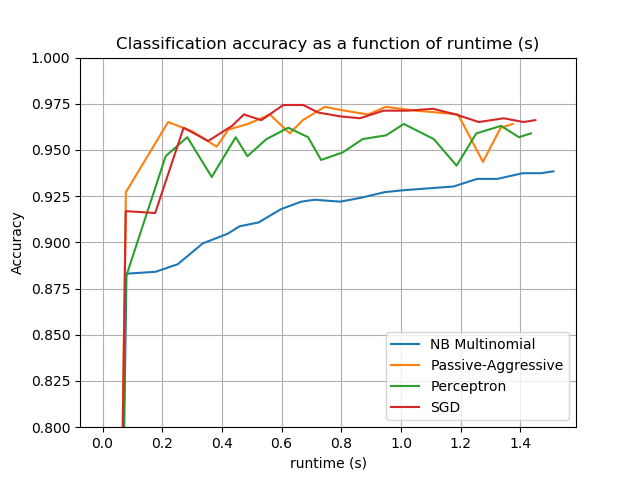 Classification accuracy as a function of runtime (s)
1.000
0.975
0.950
0.925
0.900
0.875
0.850
0.825
0.800
Accuracy
NB Multinomial
Passive-Aggressive
Perceptron
SGD
0.0 0.2 0.4 0.6 0.8 1.0 1.2 1.4
runtime (s)